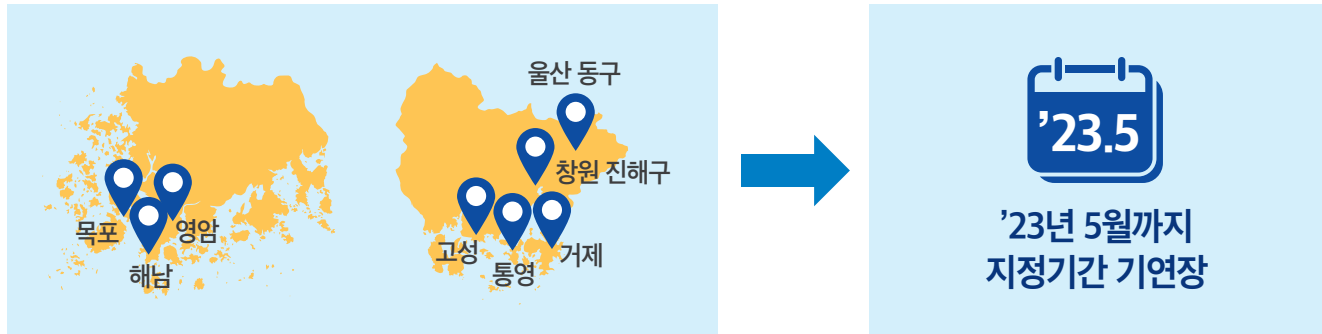 울산 동구
창원 진해구
목포
영암
해남
고성
통영
거제
’23.5
’23년 5월까지
지정기간 기연장